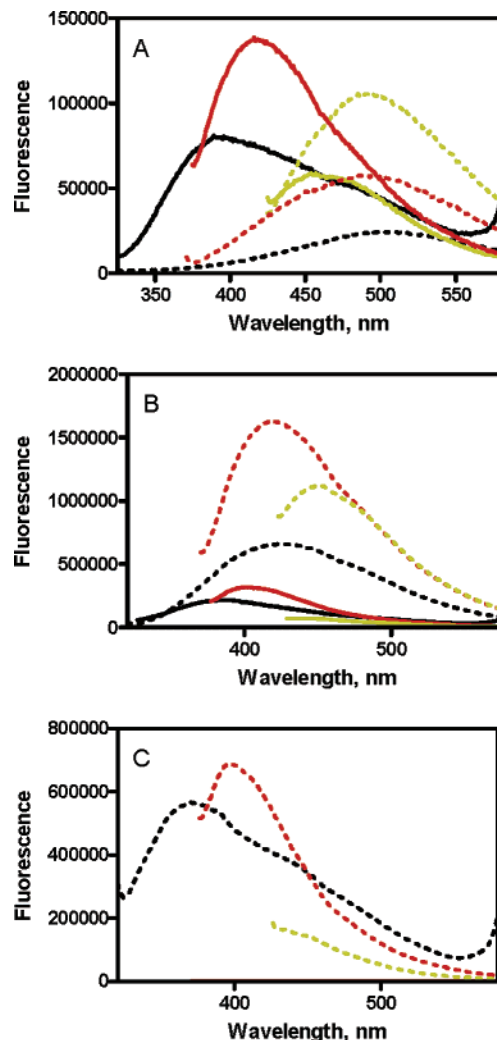 A
150000
100000
50000
0
Fluorescence
350 400 450 500 550
Wavelength, nm
B
2000000
1500000
1000000
500000
0
Fluorescence
400 500
Wavelength, nm
C
800000
600000
400000
200000
0
Fluorescence
400 500
Wavelength, nm